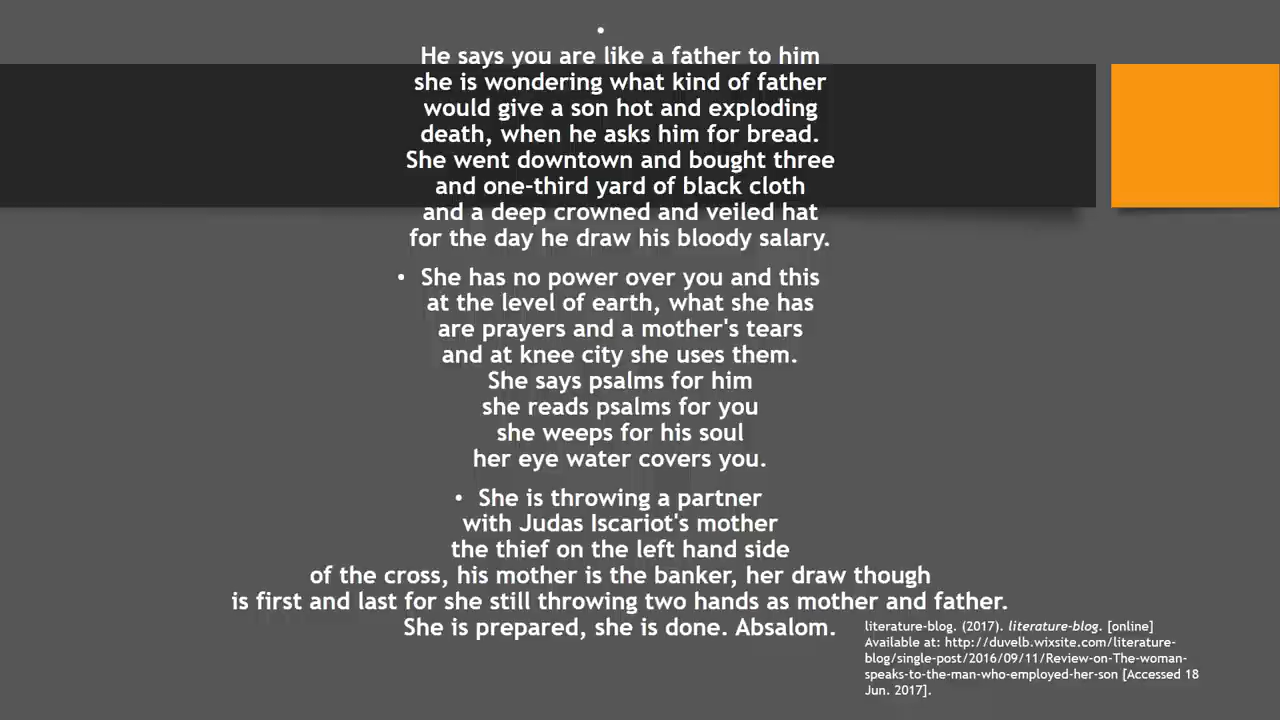 •
He says you are like a father to him
she is wondering what kind of father
would give a son hot and exploding
death, when he asks him for bread.
She went downtown and bought three
and one-third yard of black cloth
and a deep crowned and veiled hat
for the day he draw his bloody salary.
• She has no power over you and this
at the level of earth, what she has
are prayers and a mother's tears
and at knee city she uses them.
She says psalms for him
she reads psalms for you
she weeps for his soul
her eye water covers you.
• She is throwing a partner
with Judas Iscariot's mother
the thief on the left hand side
of the cross, his mother is the banker, her draw though
is first and last for she still throwing two hands as mother and father.
She is prepared, she is done. Absalom.
literature-blog. (2017). literature-blog. [online]
Available at: http://duvelb.wixsite.com/literature-
blog/single-post/2016/09/11/Review-on-The-woman-
speaks-to-the-man-who-employed-her-son [Accessed 18
Jun. 2017].